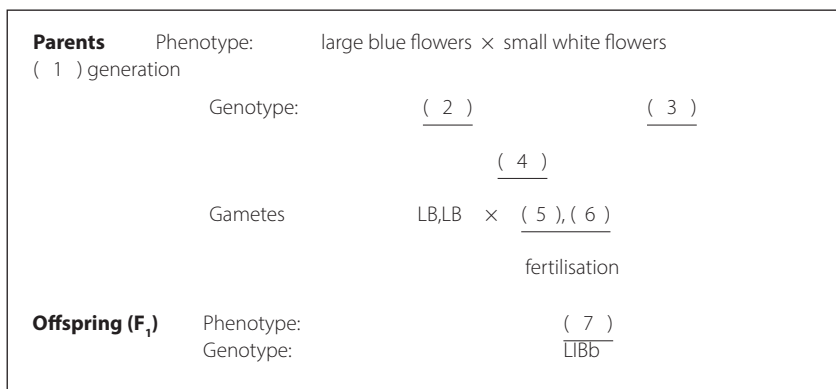 Parents Phenotype: large blue flowers × small white flowers
( 1 ) generation
Genotype: ( 2 ) ( 3 )
( 4 )
Gametes LB,LB × ( 5 ), ( 6 )
fertilisation
Offspring (F₁) Phenotype: ( 7 )
Genotype: LlBb